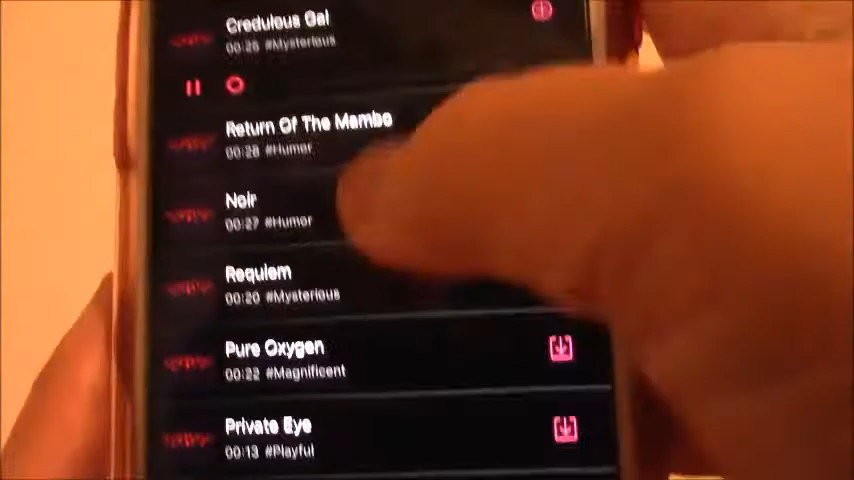 Credulous Gal
00:25 #Mysterious
Return Of The Mambo
00:28 #Humor
Noir
00:27 #Humor
Requiem
00:20 #Mysterious
Pure Oxygen
00:22 #Magnificent
Private Eye
00:13 #Playful